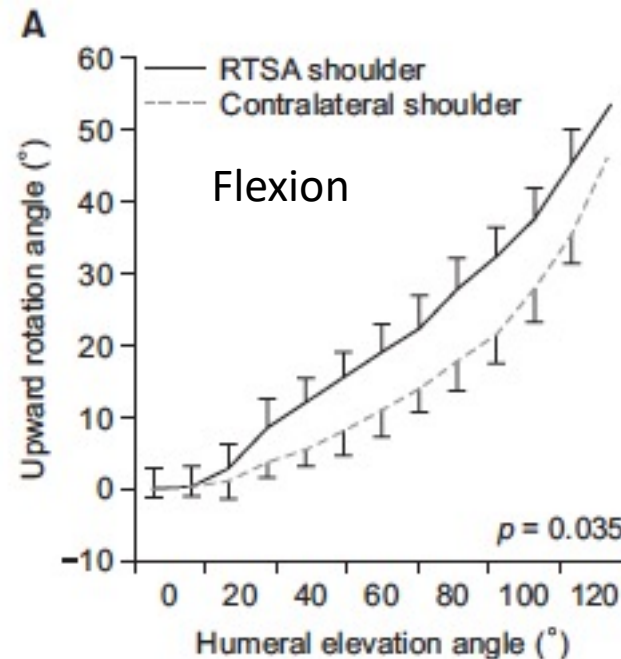 A
60
50
40
30
20
10
0
−10
Upward rotation angle (°)
RTSA shoulder
Contralateral shoulder
Flexion
p = 0.035
0 20 40 60 80 100 120
Humeral elevation angle (°)